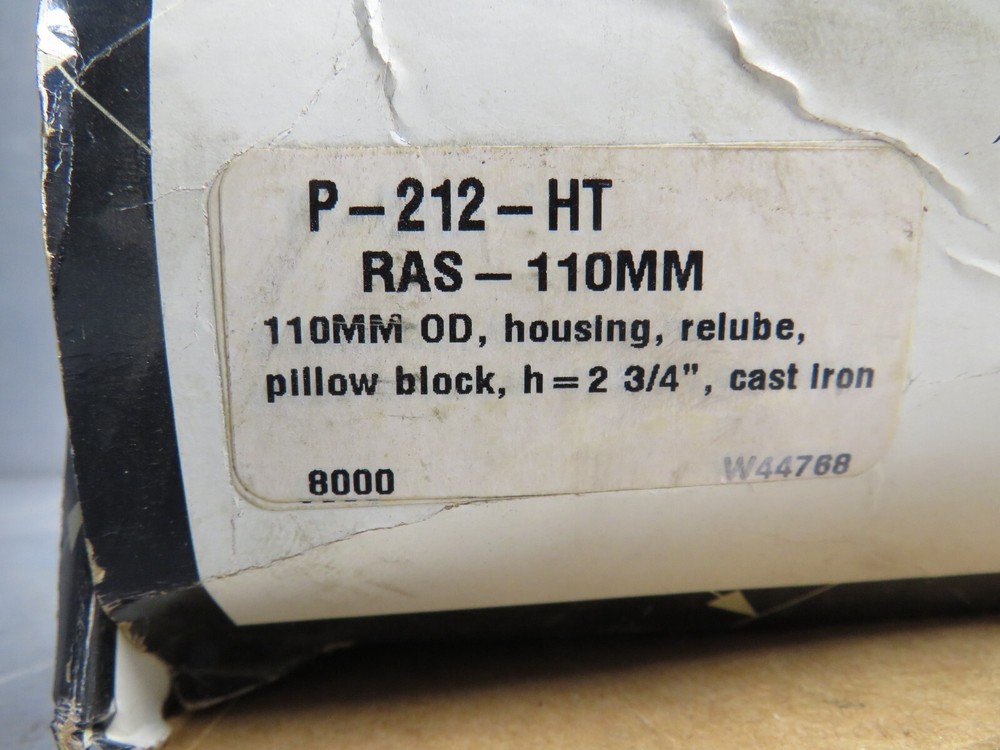 P-212-HT
RAS-110MM
110MM OD, housing, relube,
pillow block, h=2 3/4", cast iron
8000 W44768